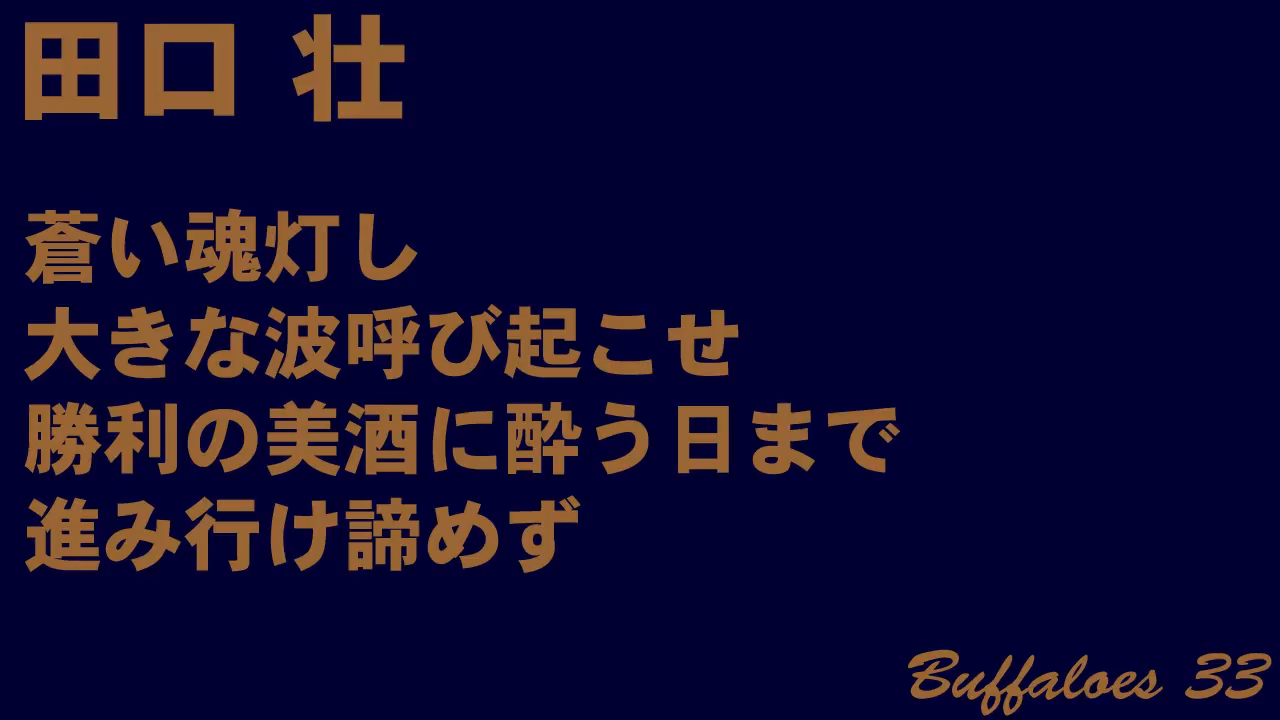 田口 壮
蒼い魂灯し
大きな波呼び起こせ
勝利の美酒に酔う日まで
進み行け諦めず
Buffaloes 33